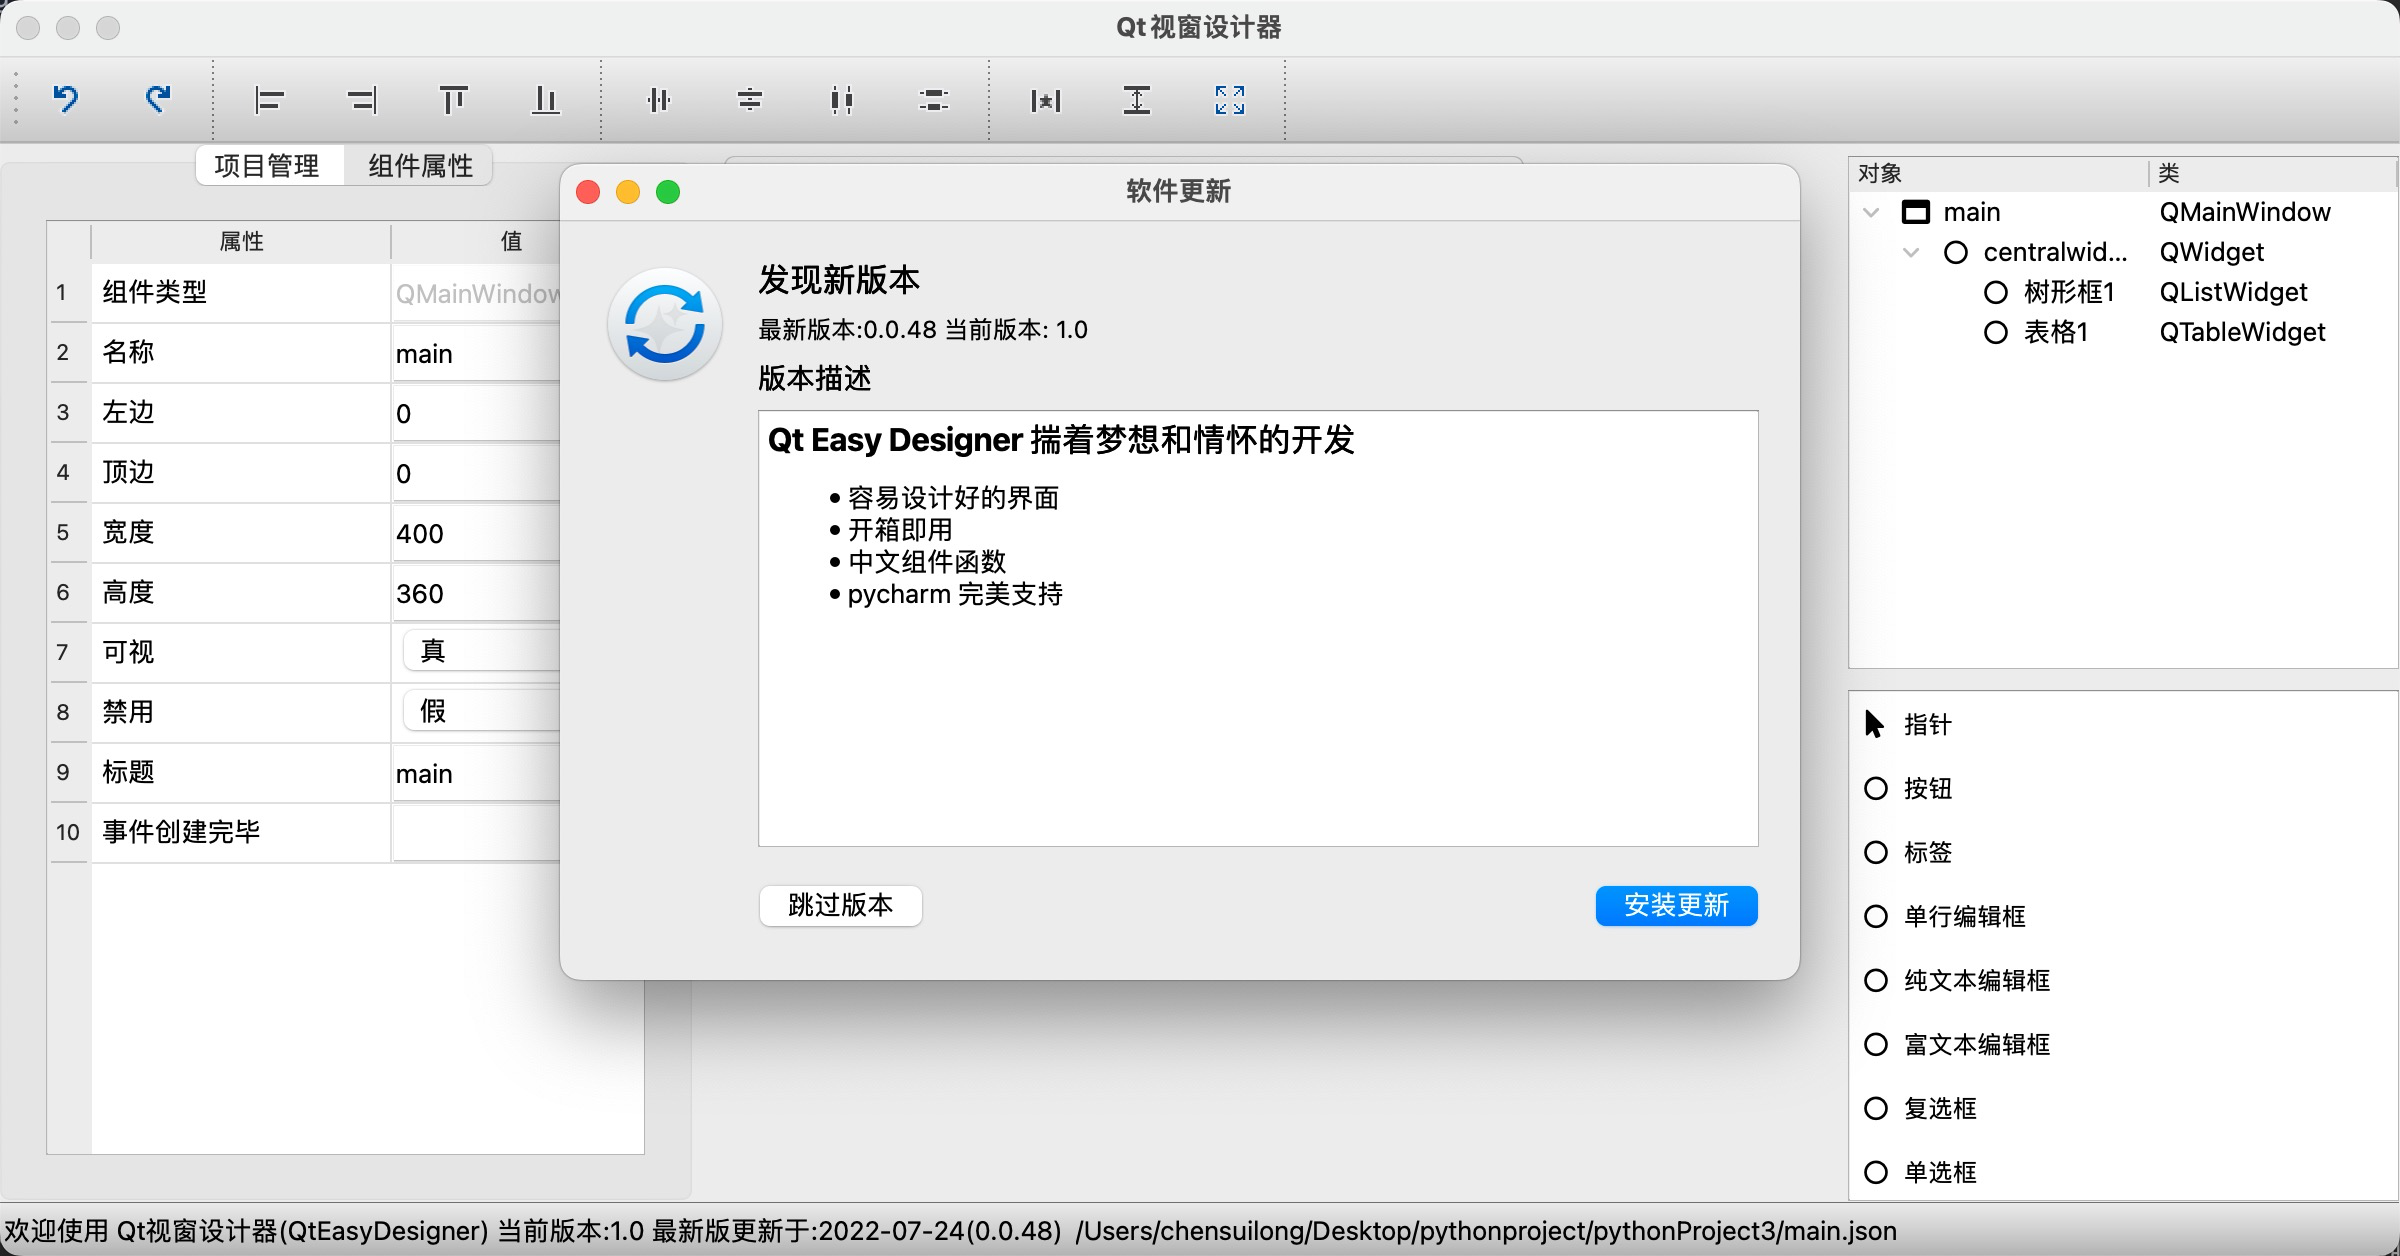 Qt视窗设计器
项目管理 组件属性
属性 值
1 组件类型 QMainWindow
2 名称 main
3 左边 0
4 顶边 0
5 宽度 400
6 高度 360
7 可视 真
8 禁用 假
9 标题 main
10 事件创建完毕
软件更新
发现新版本
最新版本:0.0.48 当前版本: 1.0
版本描述
Qt Easy Designer 揣着梦想和情怀的开发
• 容易设计好的界面
• 开箱即用
• 中文组件函数
• pycharm 完美支持
跳过版本 安装更新
对象 类
main QMainWindow
centralwid... QWidget
树形框1 QListWidget
表格1 QTableWidget
指针
按钮
标签
单行编辑框
纯文本编辑框
富文本编辑框
复选框
单选框
欢迎使用 Qt视窗设计器(QtEasyDesigner) 当前版本:1.0 最新版更新于:2022-07-24(0.0.48) /Users/chensuilong/Desktop/pythonproject/pythonProject3/main.json